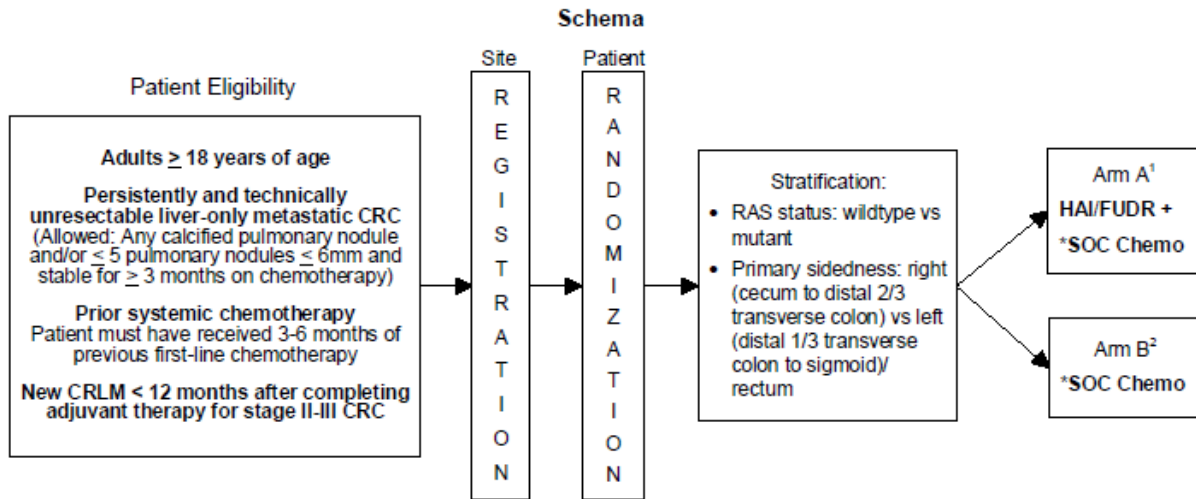 Schema
Site
Patient
Patient Eligibility
Adults ≥ 18 years of age
Persistently and technically
unresectable liver-only metastatic CRC
(Allowed: Any calcified pulmonary nodule
and/or ≤ 5 pulmonary nodules ≤ 6mm and
stable for ≥ 3 months on chemotherapy)
Prior systemic chemotherapy
Patient must have received 3-6 months of
previous first-line chemotherapy
New CRLM < 12 months after completing
adjuvant therapy for stage II-III CRC
REGISTRATION
RANDOMIZATION
Stratification:
• RAS status: wildtype vs
mutant
• Primary sidedness: right
(cecum to distal 2/3
transverse colon) vs left
(distal 1/3 transverse
colon to sigmoid)/
rectum
Arm A¹
HAI/FUDR +
*SOC Chemo
Arm B²
*SOC Chemo